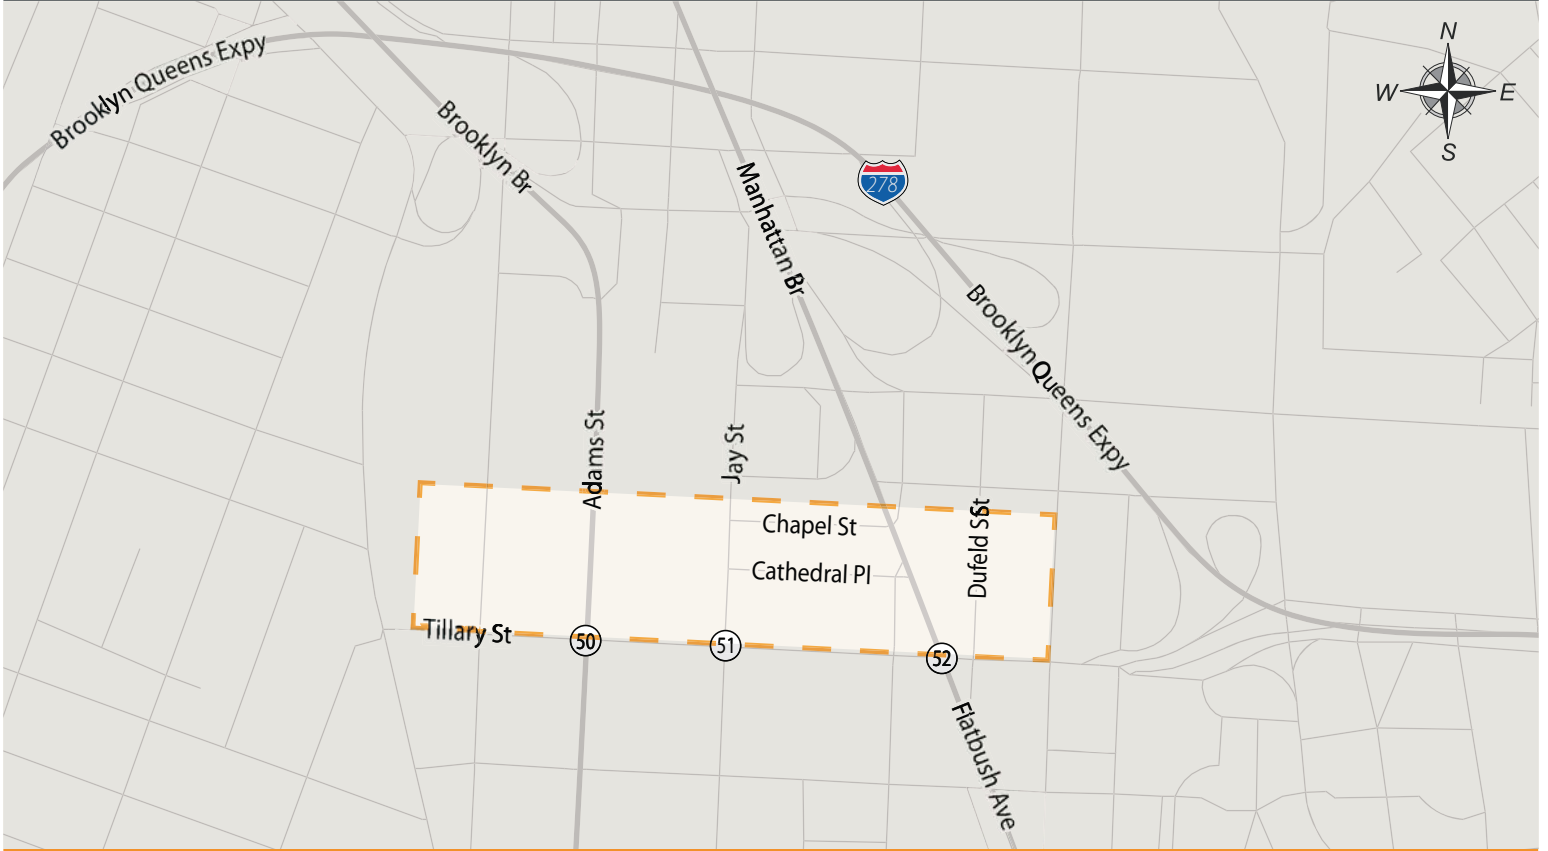 N
Brooklyn Queens Expy
W
E
Brooklyn Br
S
278
Manhattan Br
Brooklyn Queens Expy
Adams St
Jay St
Dufeld SSt
Chapel St
Cathedral Pl
Tillary St
50
51
52
Flatbush Ave